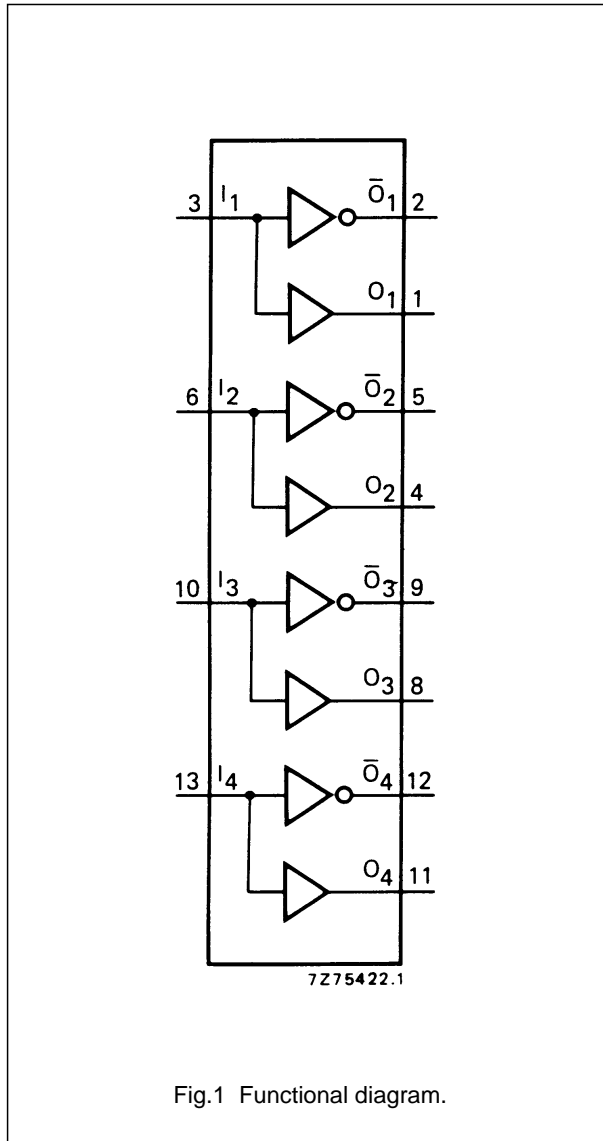 3 I1 Ō1 2
O1 1
6 I2 Ō2 5
O2 4
10 I3 Ō3 9
O3 8
13 I4 Ō4 12
O4 11
7Z75422.1
Fig.1 Functional diagram.